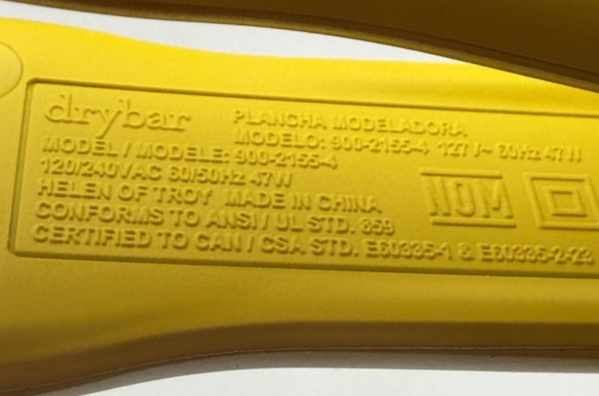 drybar
PLANCHA MODELADORA
MODELO: 900-2155-4 127 V~ 60Hz 47 W
MODEL / MODELE: 900-2155-4
120/240VAC 60/50Hz 47W
HELEN OF TROY MADE IN CHINA
CONFORMS TO ANSI / UL STD. 859
CERTIFIED TO CAN / CSA STD. E60335-1 & E60335-2-23
NOM